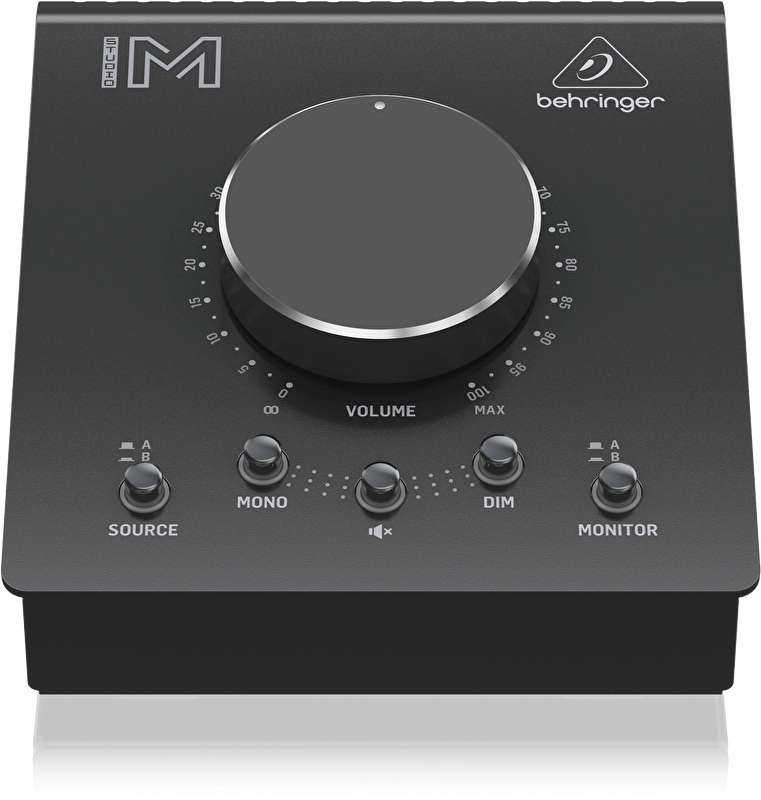 STUDIO
M
behringer
30
70
25
75
20
80
15
85
10
90
5
95
0
100
∞
VOLUME
MAX
A
B
A
B
MONO
DIM
SOURCE
MONITOR